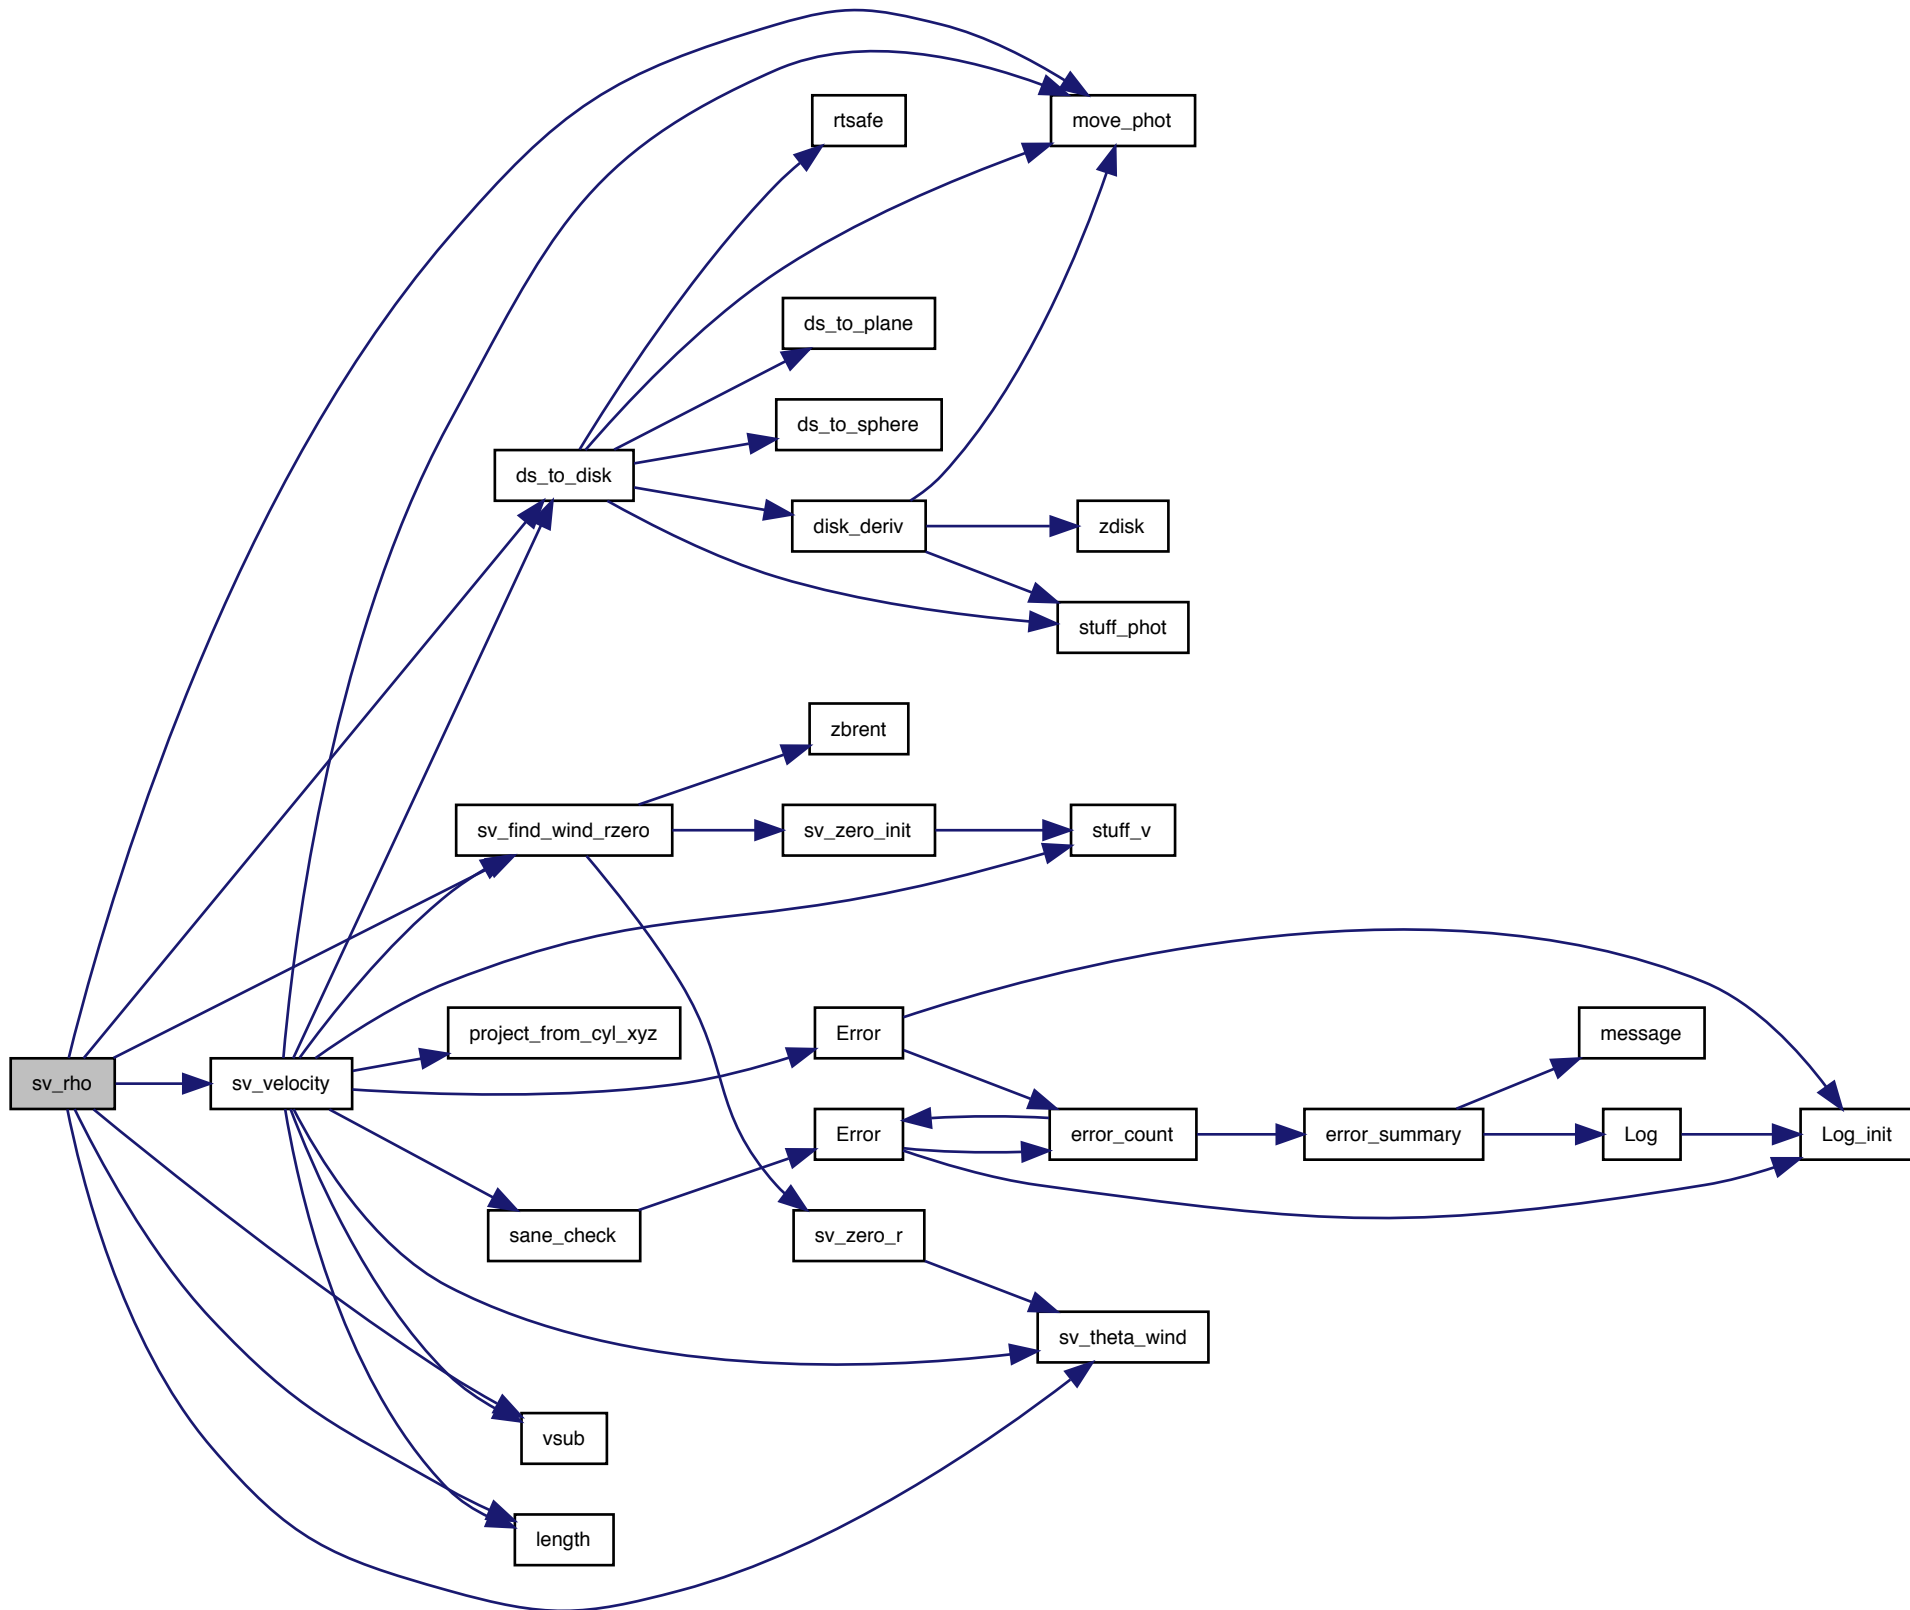 rtsafe
move_phot
ds_to_plane
ds_to_sphere
ds_to_disk
disk_deriv
zdisk
stuff_phot
zbrent
sv_find_wind_rzero
sv_zero_init
stuff_v
project_from_cyl_xyz
Error
message
sv_rho
sv_velocity
Error
error_count
error_summary
Log
Log_init
sane_check
sv_zero_r
sv_theta_wind
vsub
length